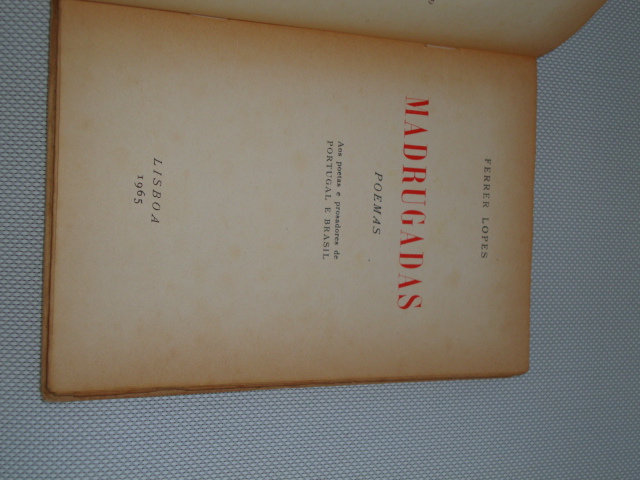 FERRER LOPES
MADRUGADAS
POEMAS
Aos poetas e prosadores de
PORTUGAL E BRASIL
LISBOA
1965